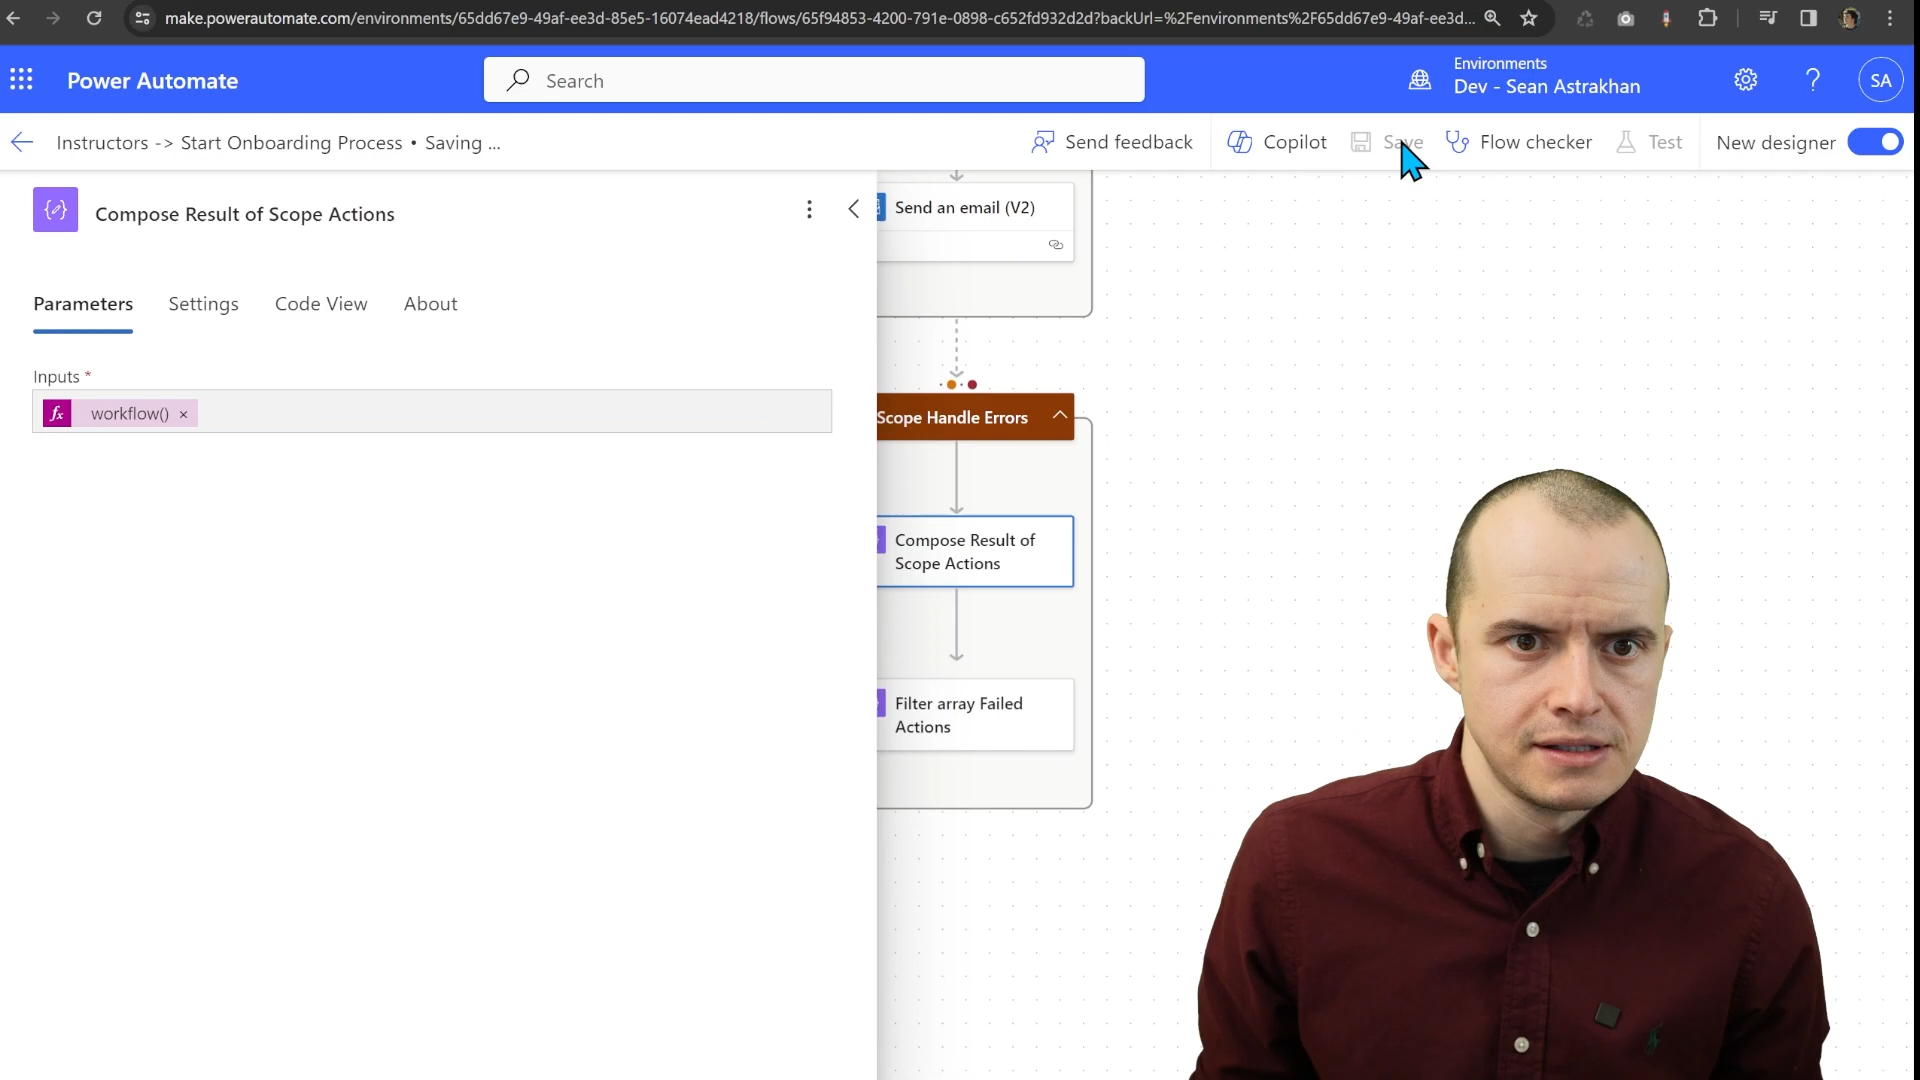 make.powerautomate.com/environments/65dd67e9-49af-ee3d-85e5-16074ead4218/flows/65f94853-4200-791e-0898-c652fd932d2d?backUrl=%2Fenvironments%2F65dd67e9-49af-ee3d...
Power Automate
Search
Environments
Dev - Sean Astrakhan
?
SA
Instructors -> Start Onboarding Process • Saving ...
Send feedback
Copilot
Save
Flow checker
Test
New designer
Compose Result of Scope Actions
Parameters
Settings
Code View
About
Inputs *
fx workflow() ×
Send an email (V2)
Scope Handle Errors
Compose Result of
Scope Actions
Filter array Failed
Actions